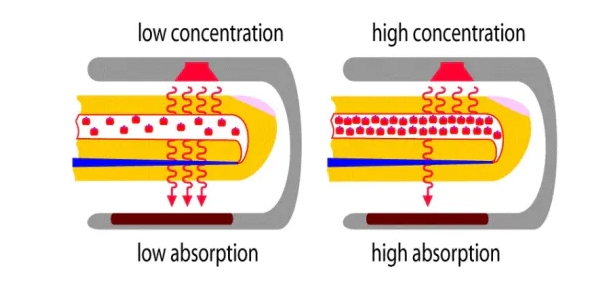 low concentration
high concentration
low absorption
high absorption